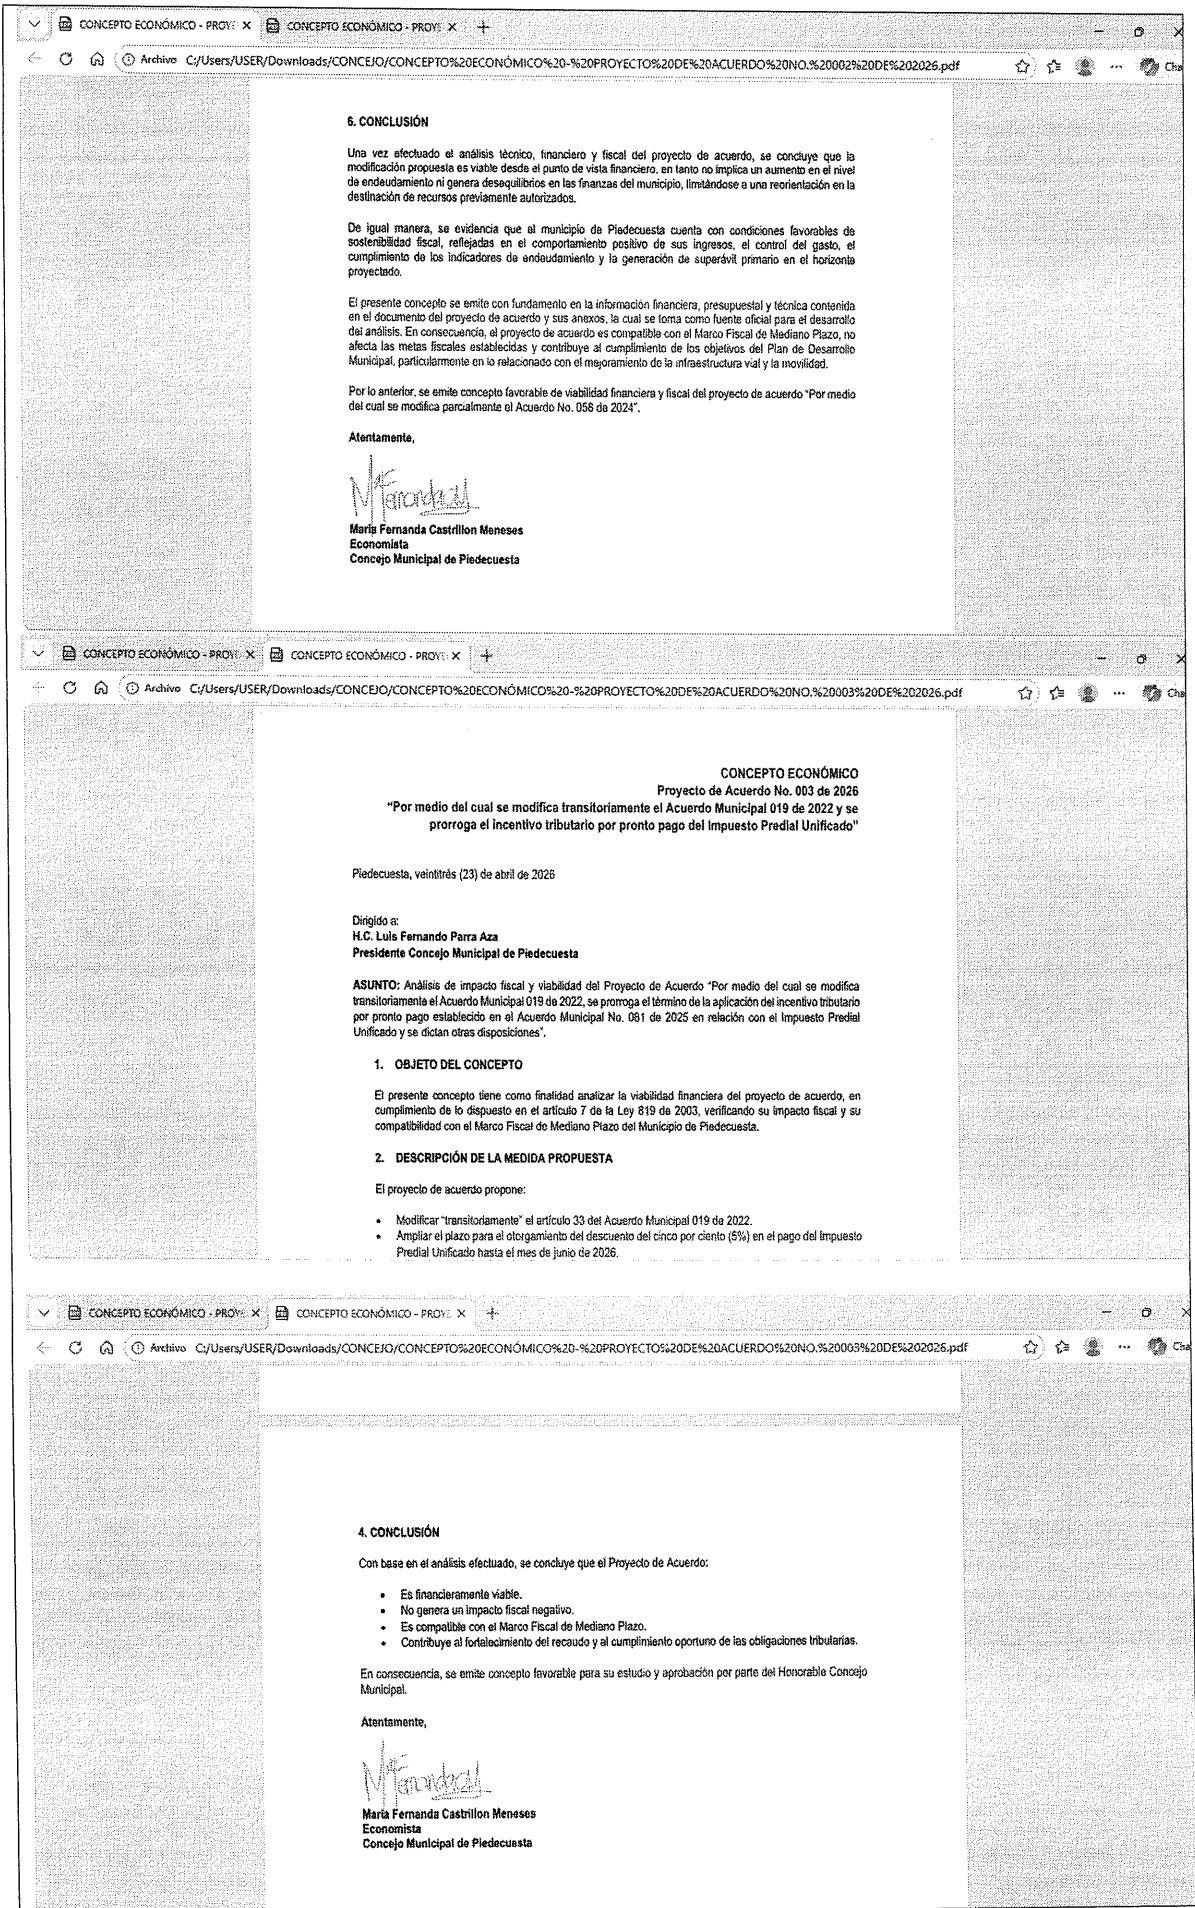 CONCEPTO ECONÓMICO - PROYE × CONCEPTO ECONÓMICO - PROYE × +
Archivo C:/Users/USER/Downloads/CONCEJO/CONCEPTO%20ECONÓMICO%20-%20PROYECTO%20DE%20ACUERDO%20NO.%20002%20DE%202026.pdf
Cha
6. CONCLUSIÓN
Una vez efectuado el análisis técnico, financiero y fiscal del proyecto de acuerdo, se concluye que la
modificación propuesta es viable desde el punto de vista financiero, en tanto no implica un aumento en el nivel
de endeudamiento ni genera desequilibrios en las finanzas del municipio, limitándose a una reorientación en la
destinación de recursos previamente autorizados.
De igual manera, se evidencia que el municipio de Piedecuesta cuenta con condiciones favorables de
sostenibilidad fiscal, reflejadas en el comportamiento positivo de sus ingresos, el control del gasto, el
cumplimiento de los indicadores de endeudamiento y la generación de superávit primario en el horizonte
proyectado.
El presente concepto se emite con fundamento en la información financiera, presupuestal y técnica contenida
en el documento del proyecto de acuerdo y sus anexos, la cual se toma como fuente oficial para el desarrollo
del análisis. En consecuencia, el proyecto de acuerdo es compatible con el Marco Fiscal de Mediano Plazo, no
afecta las metas fiscales establecidas y contribuye al cumplimiento de los objetivos del Plan de Desarrollo
Municipal, particularmente en lo relacionado con el mejoramiento de la infraestructura vial y la movilidad.
Por lo anterior, se emite concepto favorable de viabilidad financiera y fiscal del proyecto de acuerdo "Por medio
del cual se modifica parcialmente el Acuerdo No. 058 de 2024".
Atentamente,
María Fernanda Castrillon Meneses
Economista
Concejo Municipal de Piedecuesta
CONCEPTO ECONÓMICO - PROYE × CONCEPTO ECONÓMICO - PROYE × +
Archivo C:/Users/USER/Downloads/CONCEJO/CONCEPTO%20ECONÓMICO%20-%20PROYECTO%20DE%20ACUERDO%20NO.%20003%20DE%202026.pdf
Cha
CONCEPTO ECONÓMICO
Proyecto de Acuerdo No. 003 de 2026
"Por medio del cual se modifica transitoriamente el Acuerdo Municipal 019 de 2022 y se
prorroga el incentivo tributario por pronto pago del Impuesto Predial Unificado"
Piedecuesta, veintitrés (23) de abril de 2026
Dirigido a:
H.C. Luis Fernando Parra Aza
Presidente Concejo Municipal de Piedecuesta
ASUNTO: Análisis de impacto fiscal y viabilidad del Proyecto de Acuerdo "Por medio del cual se modifica
transitoriamente el Acuerdo Municipal 019 de 2022, se prorroga el término de la aplicación del incentivo tributario
por pronto pago establecido en el Acuerdo Municipal No. 081 de 2025 en relación con el Impuesto Predial
Unificado y se dictan otras disposiciones".
1. OBJETO DEL CONCEPTO
El presente concepto tiene como finalidad analizar la viabilidad financiera del proyecto de acuerdo, en
cumplimiento de lo dispuesto en el artículo 7 de la Ley 819 de 2003, verificando su impacto fiscal y su
compatibilidad con el Marco Fiscal de Mediano Plazo del Municipio de Piedecuesta.
2. DESCRIPCIÓN DE LA MEDIDA PROPUESTA
El proyecto de acuerdo propone:
• Modificar "transitoriamente" el artículo 33 del Acuerdo Municipal 019 de 2022.
• Ampliar el plazo para el otorgamiento del descuento del cinco por ciento (5%) en el pago del Impuesto
Predial Unificado hasta el mes de junio de 2026.
CONCEPTO ECONÓMICO - PROYE × CONCEPTO ECONÓMICO - PROYE × +
Archivo C:/Users/USER/Downloads/CONCEJO/CONCEPTO%20ECONÓMICO%20-%20PROYECTO%20DE%20ACUERDO%20NO.%20003%20DE%202026.pdf
Cha
4. CONCLUSIÓN
Con base en el análisis efectuado, se concluye que el Proyecto de Acuerdo:
• Es financieramente viable.
• No genera un impacto fiscal negativo.
• Es compatible con el Marco Fiscal de Mediano Plazo.
• Contribuye al fortalecimiento del recaudo y al cumplimiento oportuno de las obligaciones tributarias.
En consecuencia, se emite concepto favorable para su estudio y aprobación por parte del Honorable Concejo
Municipal.
Atentamente,
María Fernanda Castrillon Meneses
Economista
Concejo Municipal de Piedecuesta